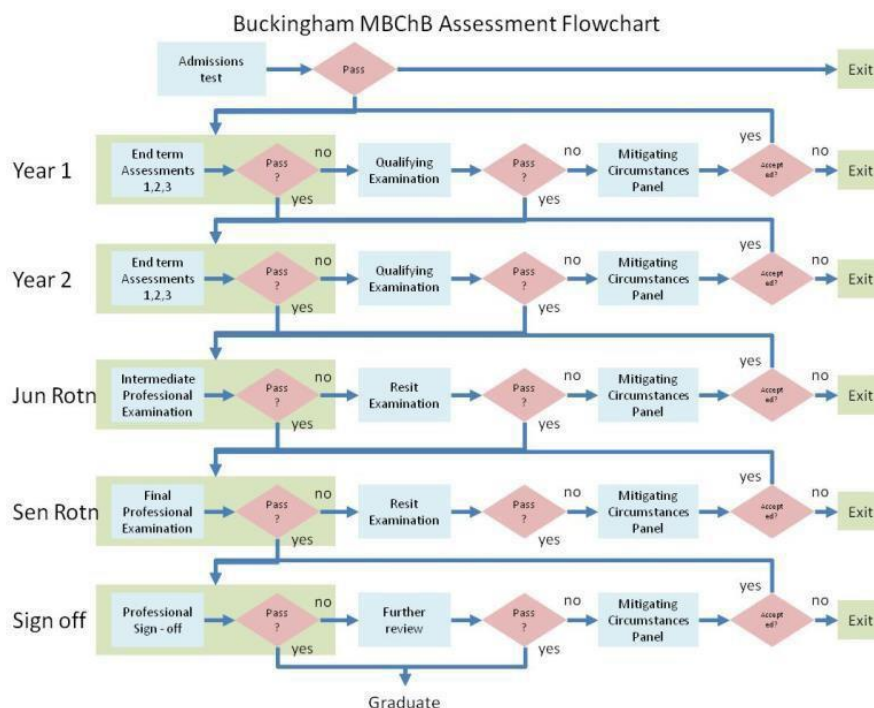 Buckingham MBChB Assessment Flowchart
Admissions
test
Pass
Exit
Year 1
End term
Assessments
1,2,3
Pass
?
no
yes
Qualifying
Examination
Pass
?
no
yes
Mitigating
Circumstances
Panel
Accept
ed?
yes
no
Exit
Year 2
End term
Assessments
1,2,3
Pass
?
no
yes
Qualifying
Examination
Pass
?
no
yes
Mitigating
Circumstances
Panel
Accept
ed?
yes
no
Exit
Jun Rotn
Intermediate
Professional
Examination
Pass
?
no
yes
Resit
Examination
Pass
?
no
yes
Mitigating
Circumstances
Panel
Accept
ed?
yes
no
Exit
Sen Rotn
Final
Professional
Examination
Pass
?
no
yes
Resit
Examination
Pass
?
no
yes
Mitigating
Circumstances
Panel
Accept
ed?
yes
no
Exit
Sign off
Professional
Sign - off
Pass
?
no
yes
Further
review
Pass
?
no
yes
Mitigating
Circumstances
Panel
Accept
ed?
yes
no
Exit
Graduate